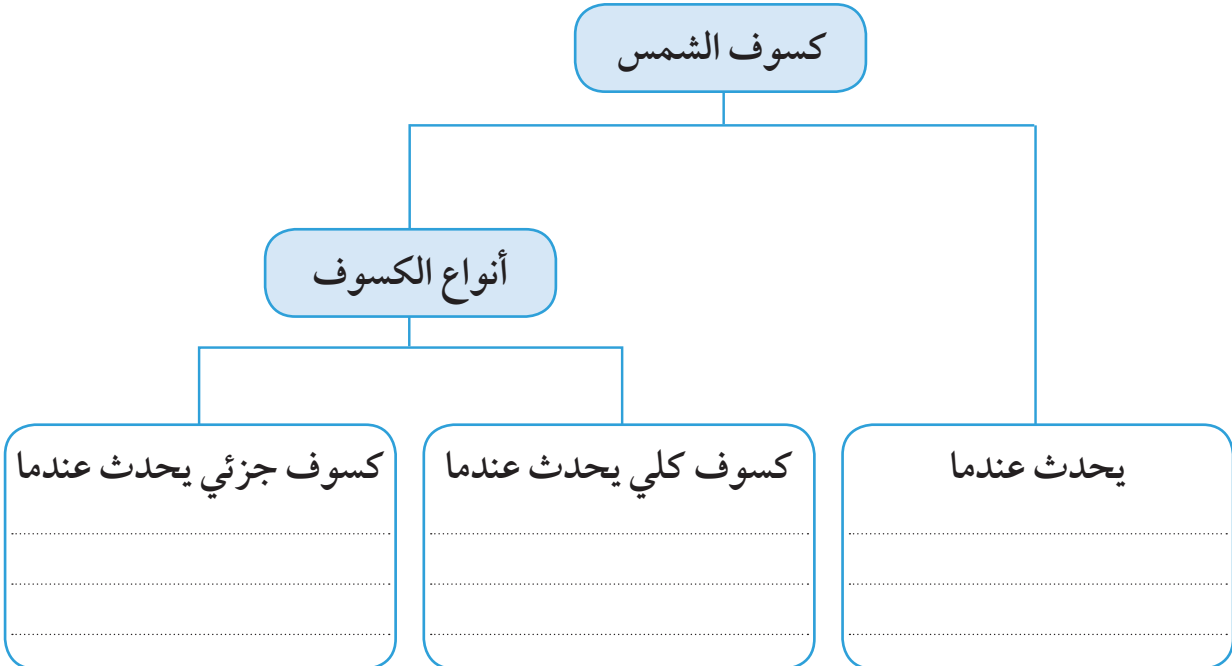 كسوف الشمس
أنواع الكسوف
يحدث عندما
كسوف كلي يحدث عندما
كسوف جزئي يحدث عندما